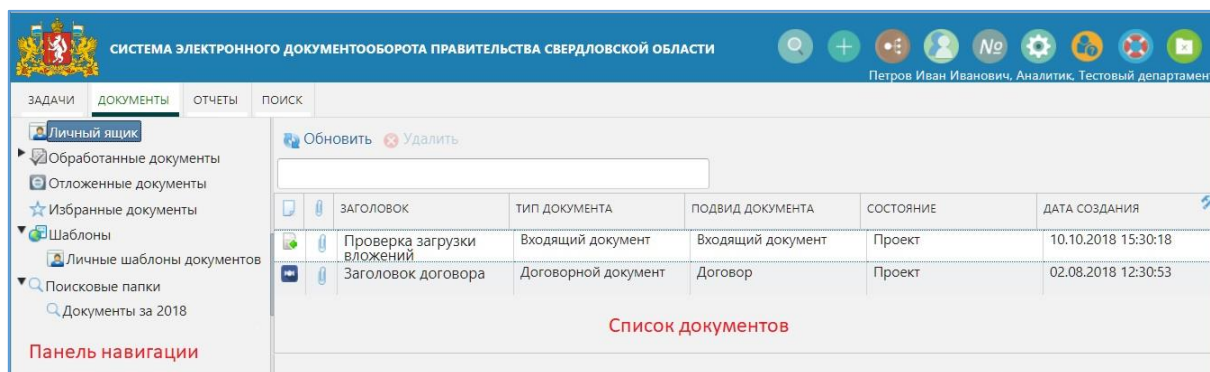 СИСТЕМА ЭЛЕКТРОННОГО ДОКУМЕНТООБОРОТА ПРАВИТЕЛЬСТВА СВЕРДЛОВСКОЙ ОБЛАСТИ
№
Петров Иван Иванович, Аналитик, Тестовый департамен
ЗАДАЧИ ДОКУМЕНТЫ ОТЧЕТЫ ПОИСК
Личный ящик
Обработанные документы
Отложенные документы
Избранные документы
Шаблоны
Личные шаблоны документов
Поисковые папки
Документы за 2018
Панель навигации
Обновить Удалить
ЗАГОЛОВОК ТИП ДОКУМЕНТА ПОДВИД ДОКУМЕНТА СОСТОЯНИЕ ДАТА СОЗДАНИЯ
Проверка загрузки Входящий документ Входящий документ Проект 10.10.2018 15:30:18
вложений
Заголовок договора Договорной документ Договор Проект 02.08.2018 12:30:53
Список документов